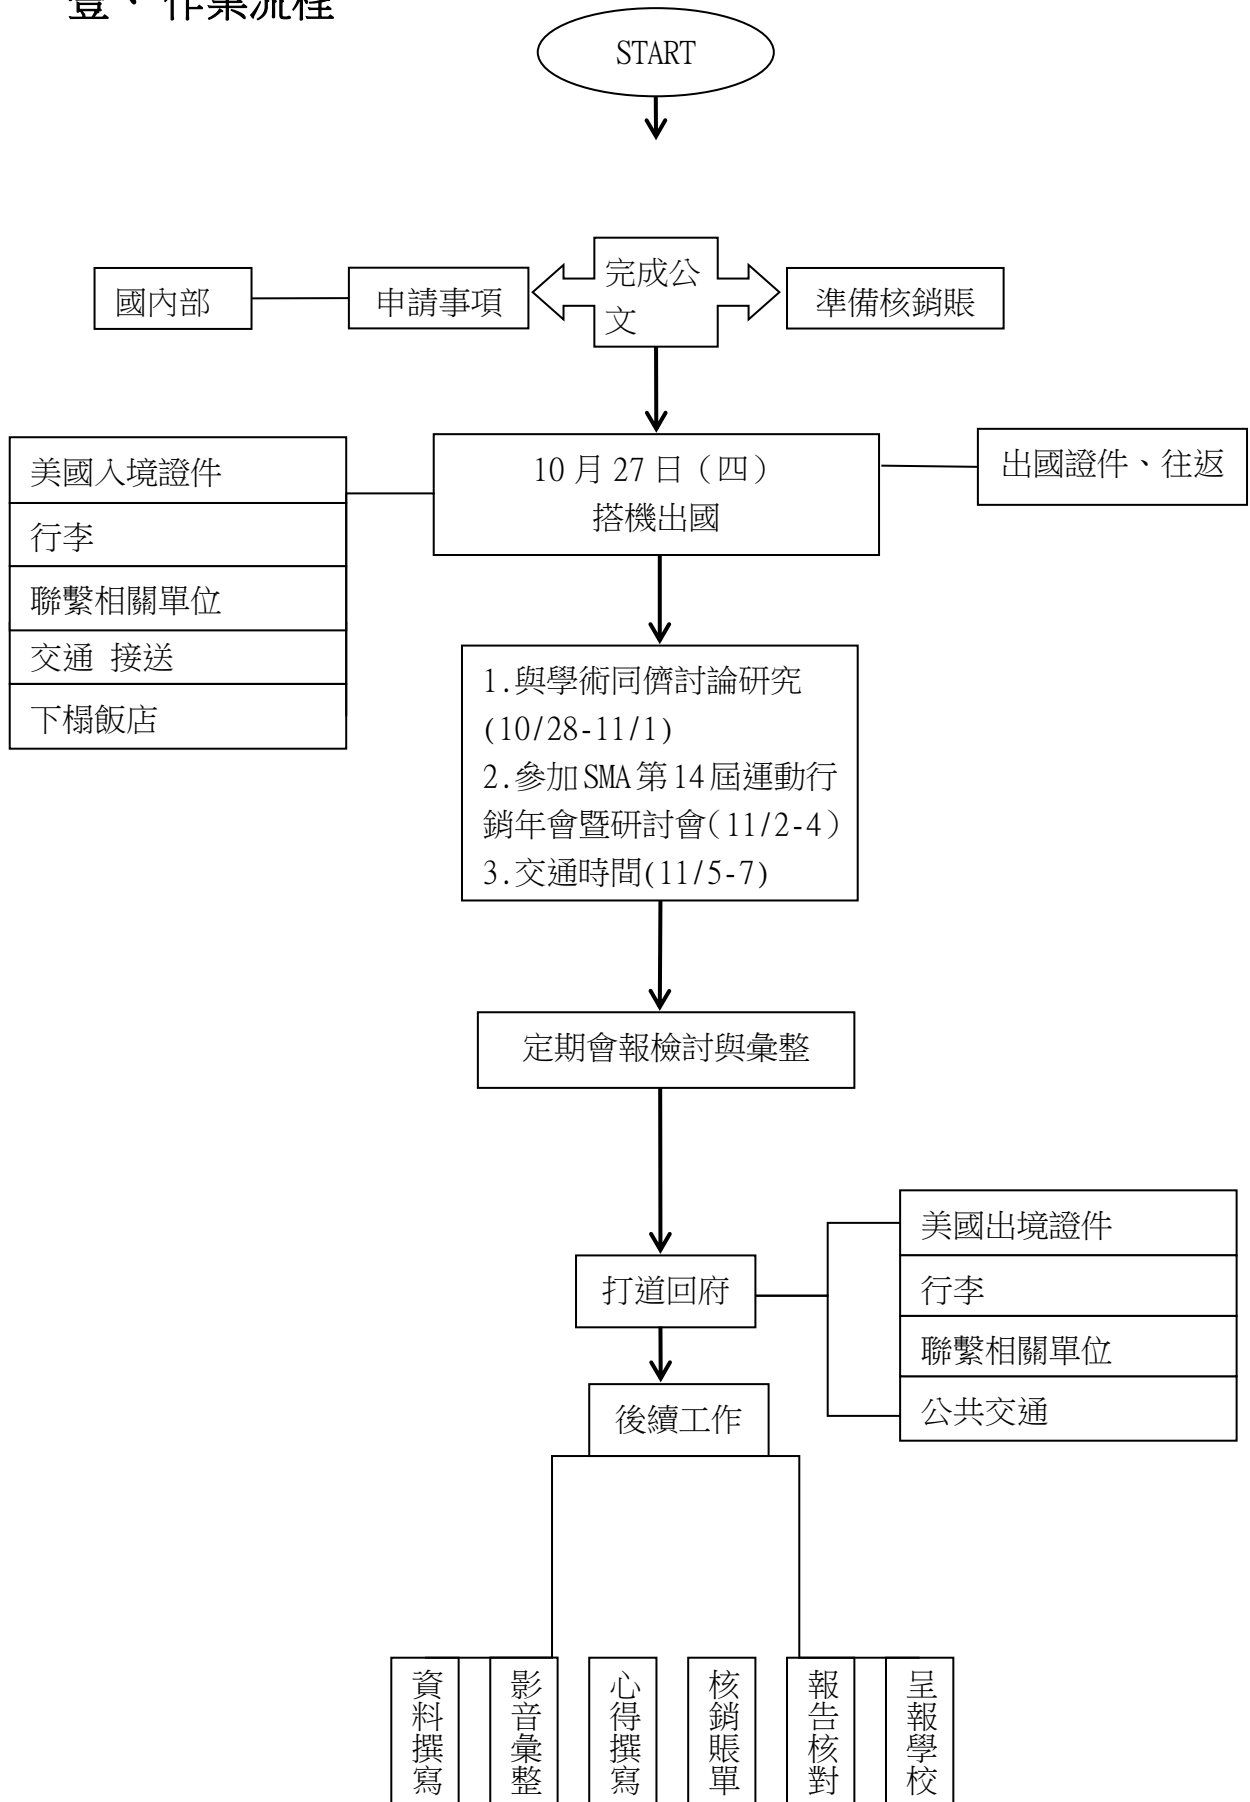 壹、作業流程
START
國內部
申請事項
完成公
文
準備核銷賬
美國入境證件
行李
聯繫相關單位
交通 接送
下榻飯店
10月27日（四）
搭機出國
出國證件、往返
1.與學術同儕討論研究
(10/28-11/1)
2.參加SMA第14屆運動行
銷年會暨研討會（11/2-4）
3.交通時間(11/5-7)
定期會報檢討與彙整
打道回府
美國出境證件
行李
聯繫相關單位
公共交通
後續工作
資料撰寫
影音彙整
心得撰寫
核銷賬單
報告核對
呈報學校